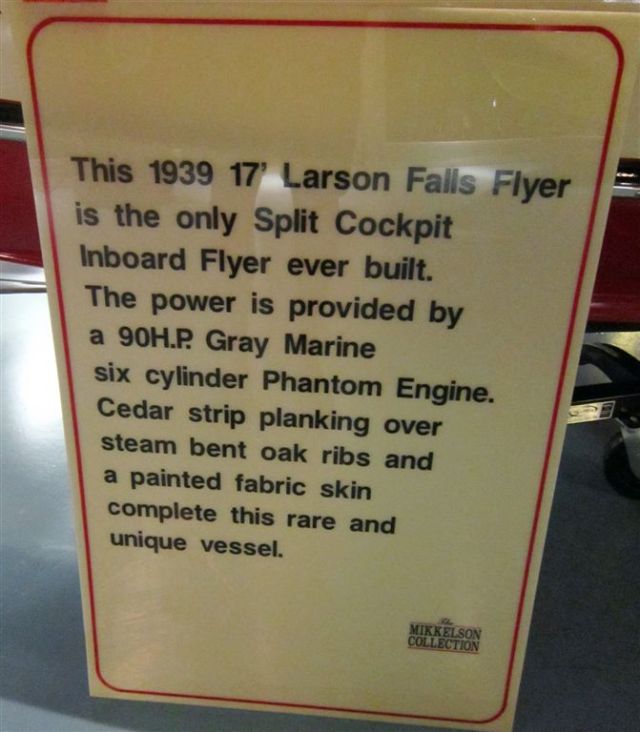 This 1939 17' Larson Falls Flyer
is the only Split Cockpit
Inboard Flyer ever built.
The power is provided by
a 90H.P. Gray Marine
six cylinder Phantom Engine.
Cedar strip planking over
steam bent oak ribs and
a painted fabric skin
complete this rare and
unique vessel.
The
MIKKELSON
COLLECTION